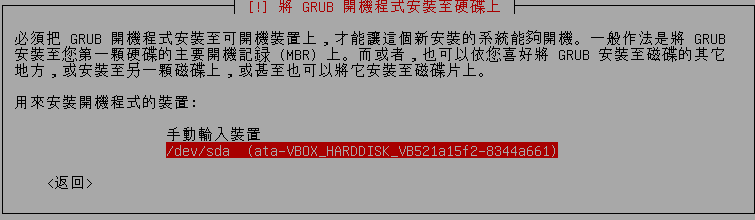 [!] 將 GRUB 開機程式安裝至硬碟上
必須把 GRUB 開機程式安裝至可開機裝置上，才能讓這個新安裝的系統能夠開機。一般作法是將 GRUB
安裝至您第一顆硬碟的主要開機記錄 (MBR) 上。而或者，也可以依您喜好將 GRUB 安裝至磁碟的其它
地方，或安裝至另一顆磁碟上，或甚至也可以將它安裝至磁碟片上。
用來安裝開機程式的裝置：
手動輸入裝置
/dev/sda (ata-VBOX_HARDDISK_VB521a15f2-8344a661)
<返回>